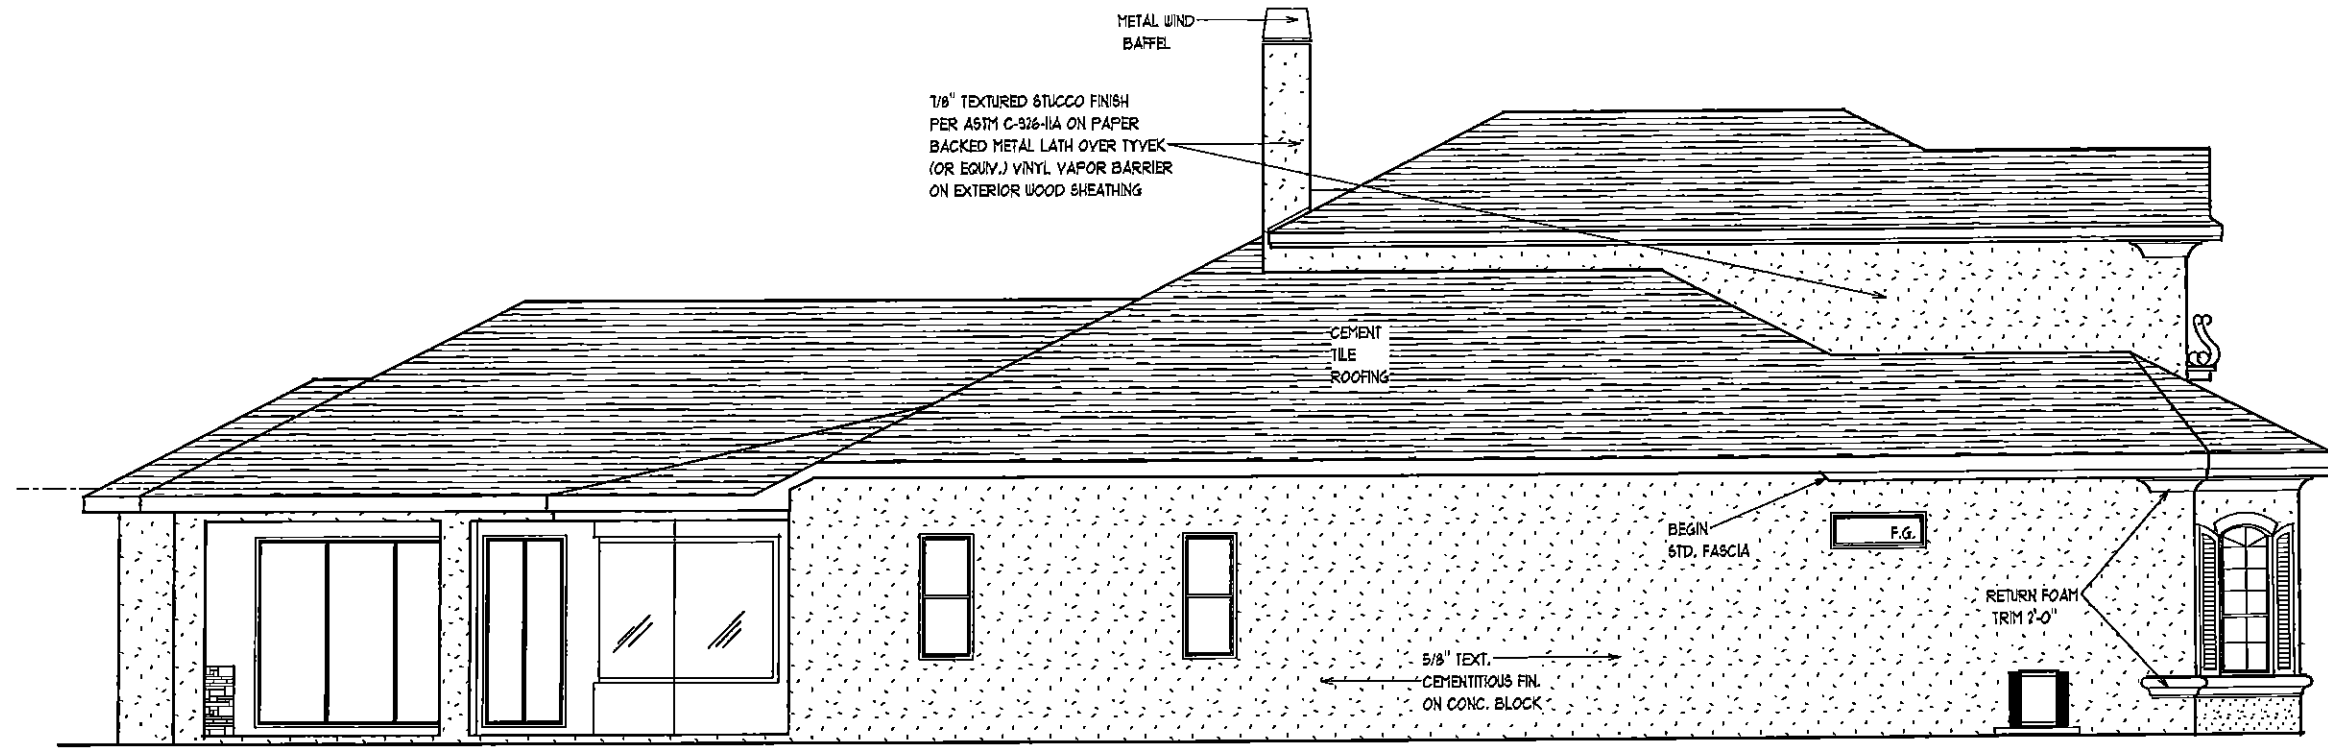 METAL WIND
BAFFEL
7/8" TEXTURED STUCCO FINISH
PER ASTM C-926-11A ON PAPER
BACKED METAL LATH OVER TYVEK
(OR EQUIV.) VINYL VAPOR BARRIER
ON EXTERIOR WOOD SHEATHING
CEMENT
TILE
ROOFING
BEGIN
STD. FASCIA
F.G.
RETURN FOAM
TRIM 2'-0"
5/8" TEXT.
CEMENTITIOUS FIN.
ON CONC. BLOCK